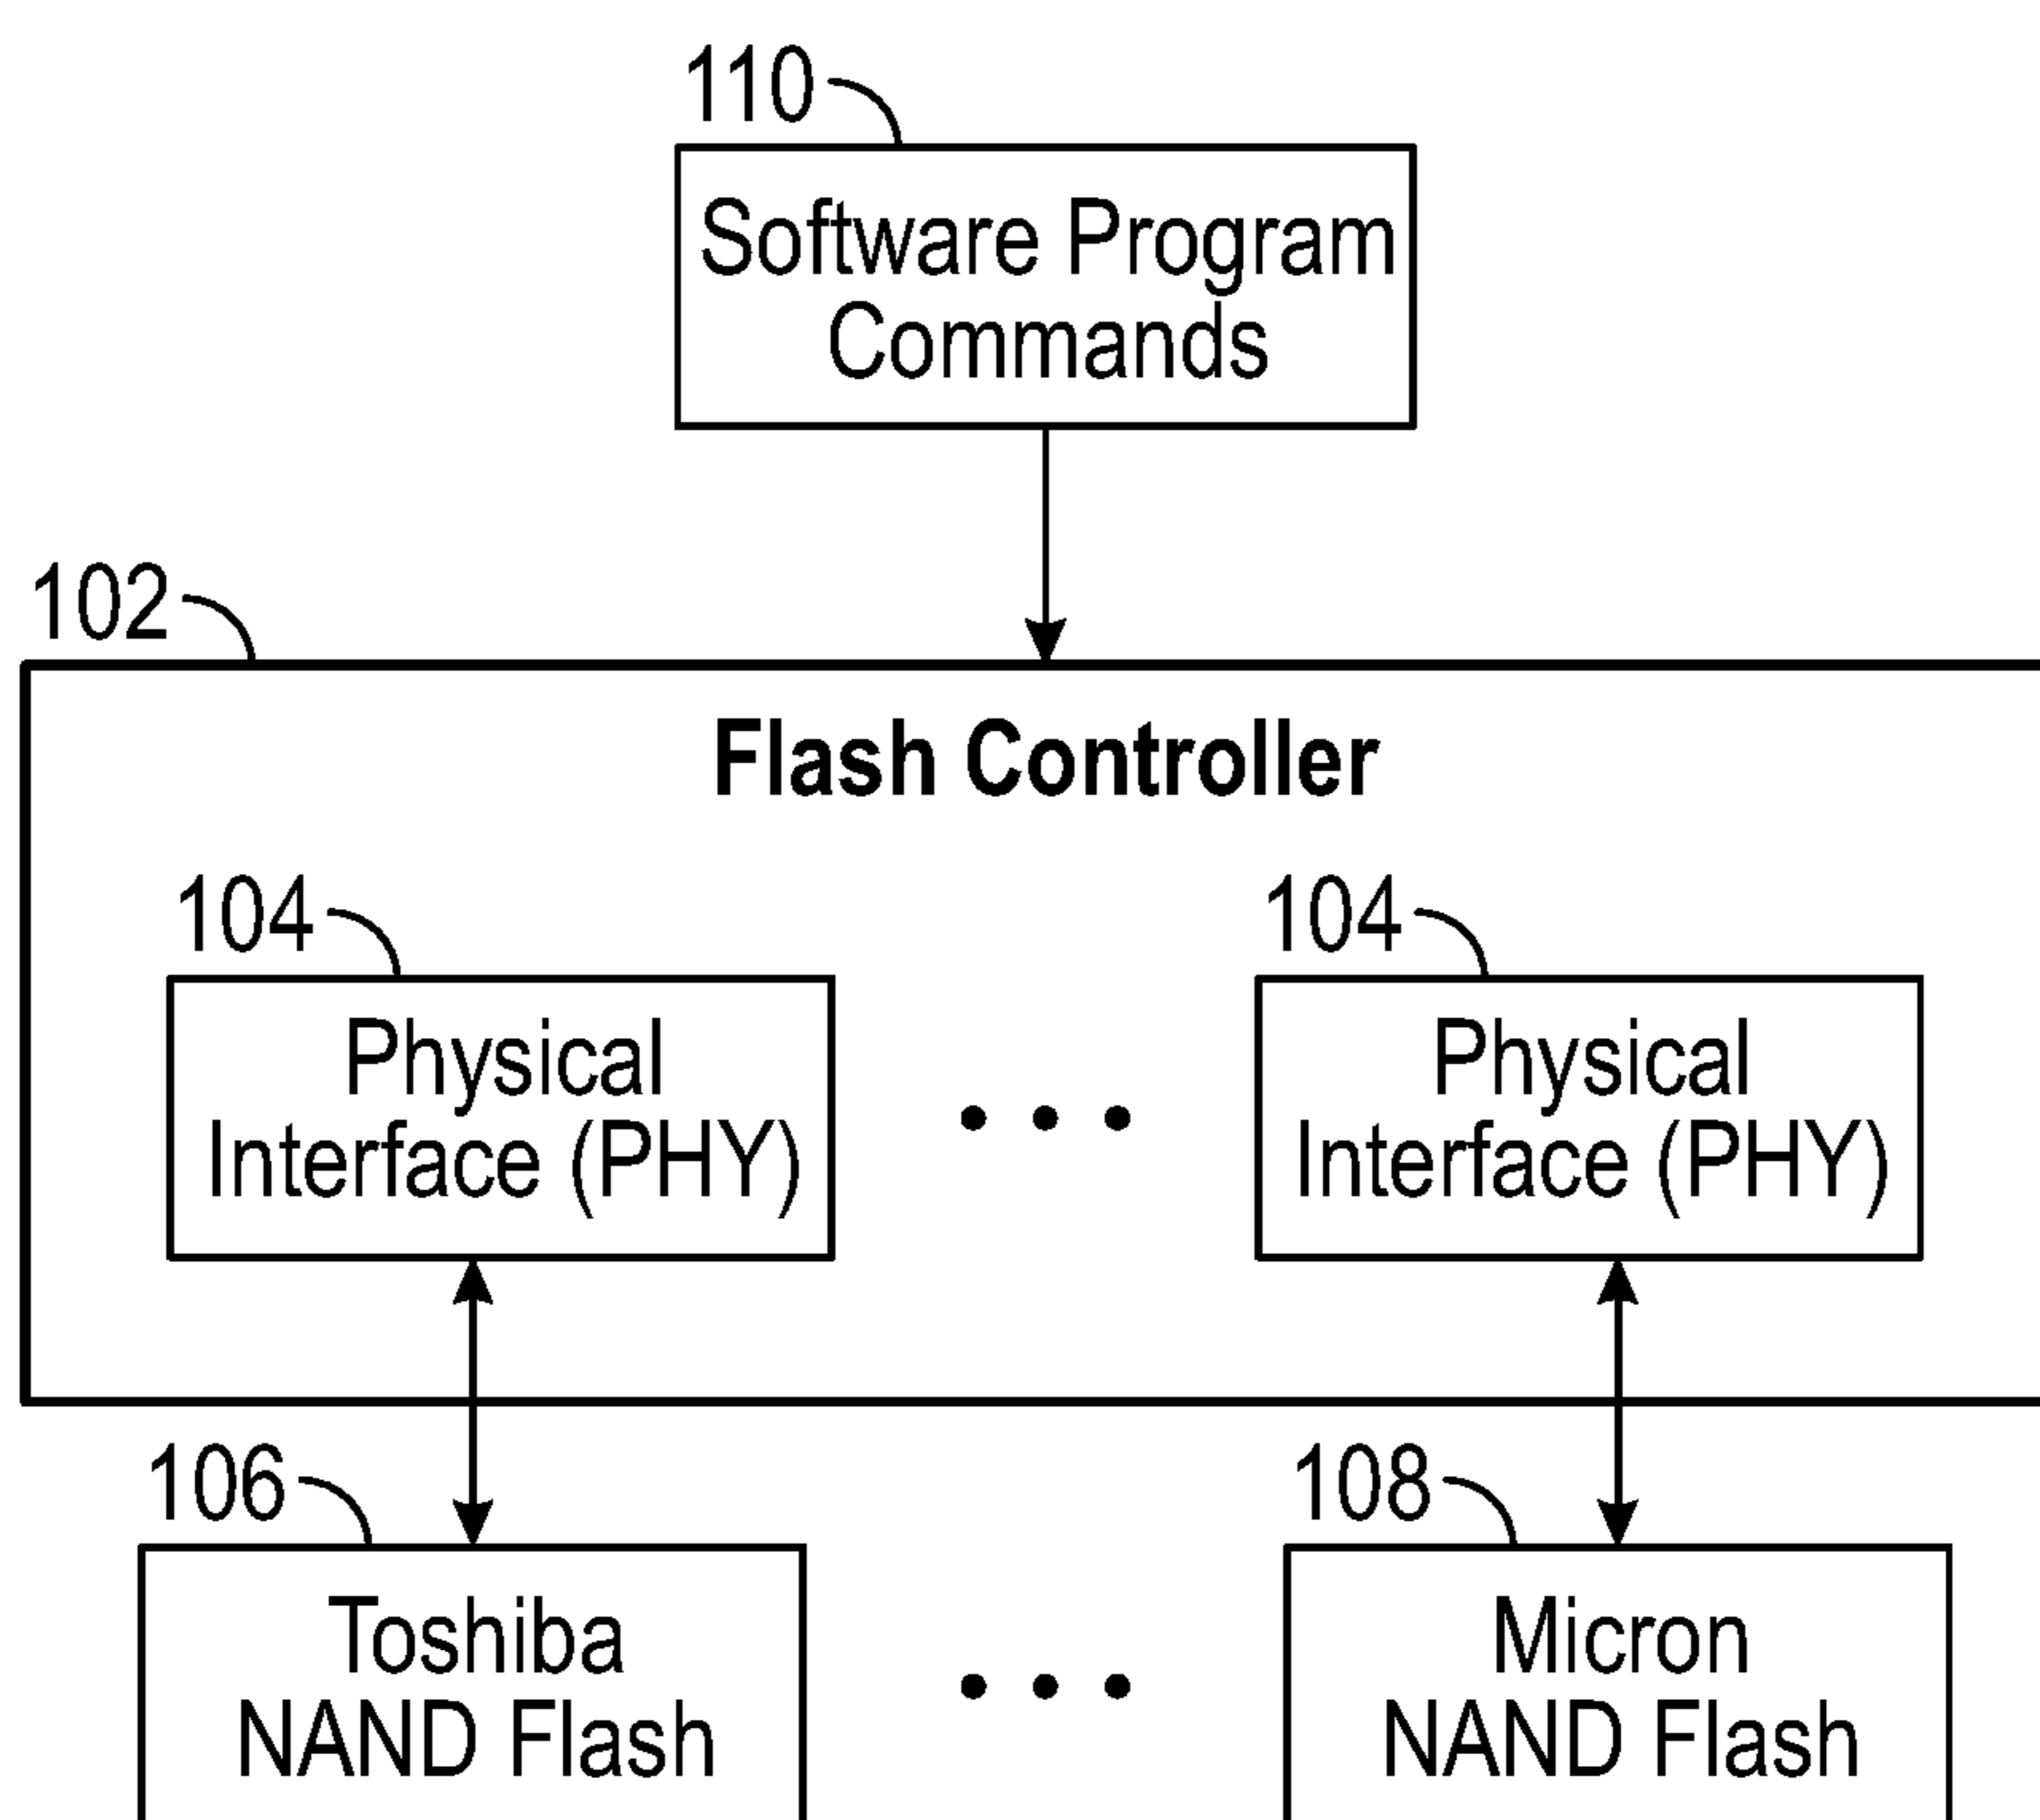 110
Software Program
Commands
102
Flash Controller
104
104
Physical
Interface (PHY)
Physical
Interface (PHY)
106
108
Toshiba
NAND Flash
Micron
NAND Flash